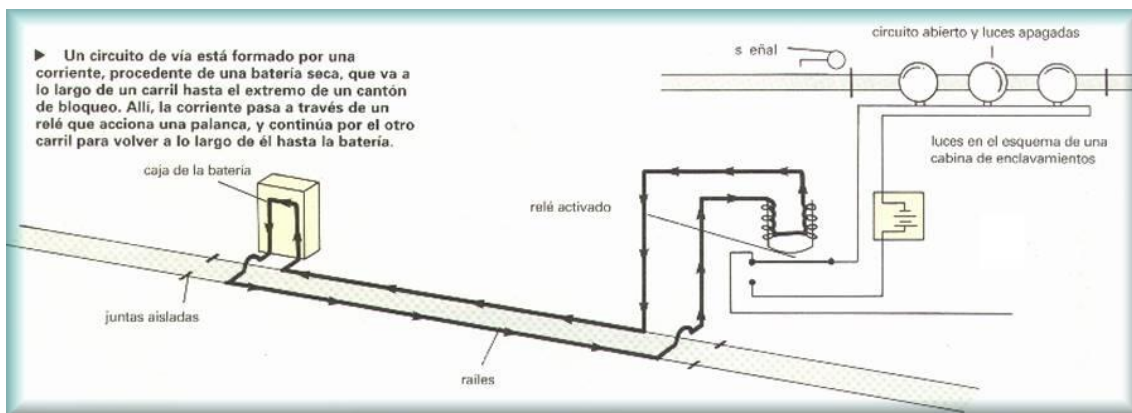 ► Un circuito de vía está formado por una
corriente, procedente de una batería seca, que va a
lo largo de un carril hasta el extremo de un cantón
de bloqueo. Allí, la corriente pasa a través de un
relé que acciona una palanca, y continúa por el otro
carril para volver a lo largo de él hasta la batería.
caja de la batería
juntas aisladas
railes
relé activado
s eñal
circuito abierto y luces apagadas
luces en el esquema de una
cabina de enclavamientos